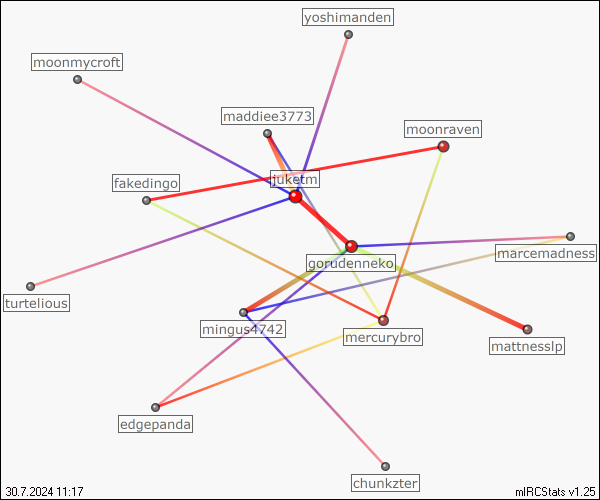 yoshimanden
moonmycroft
maddiee3773
moonraven
juketm
fakedingo
marcemadness
gorudenneko
turtelious
mingus4742
mercurybro
mattnesslp
edgepanda
chunkzter
30.7.2024 11:17
mIRCStats v1.25